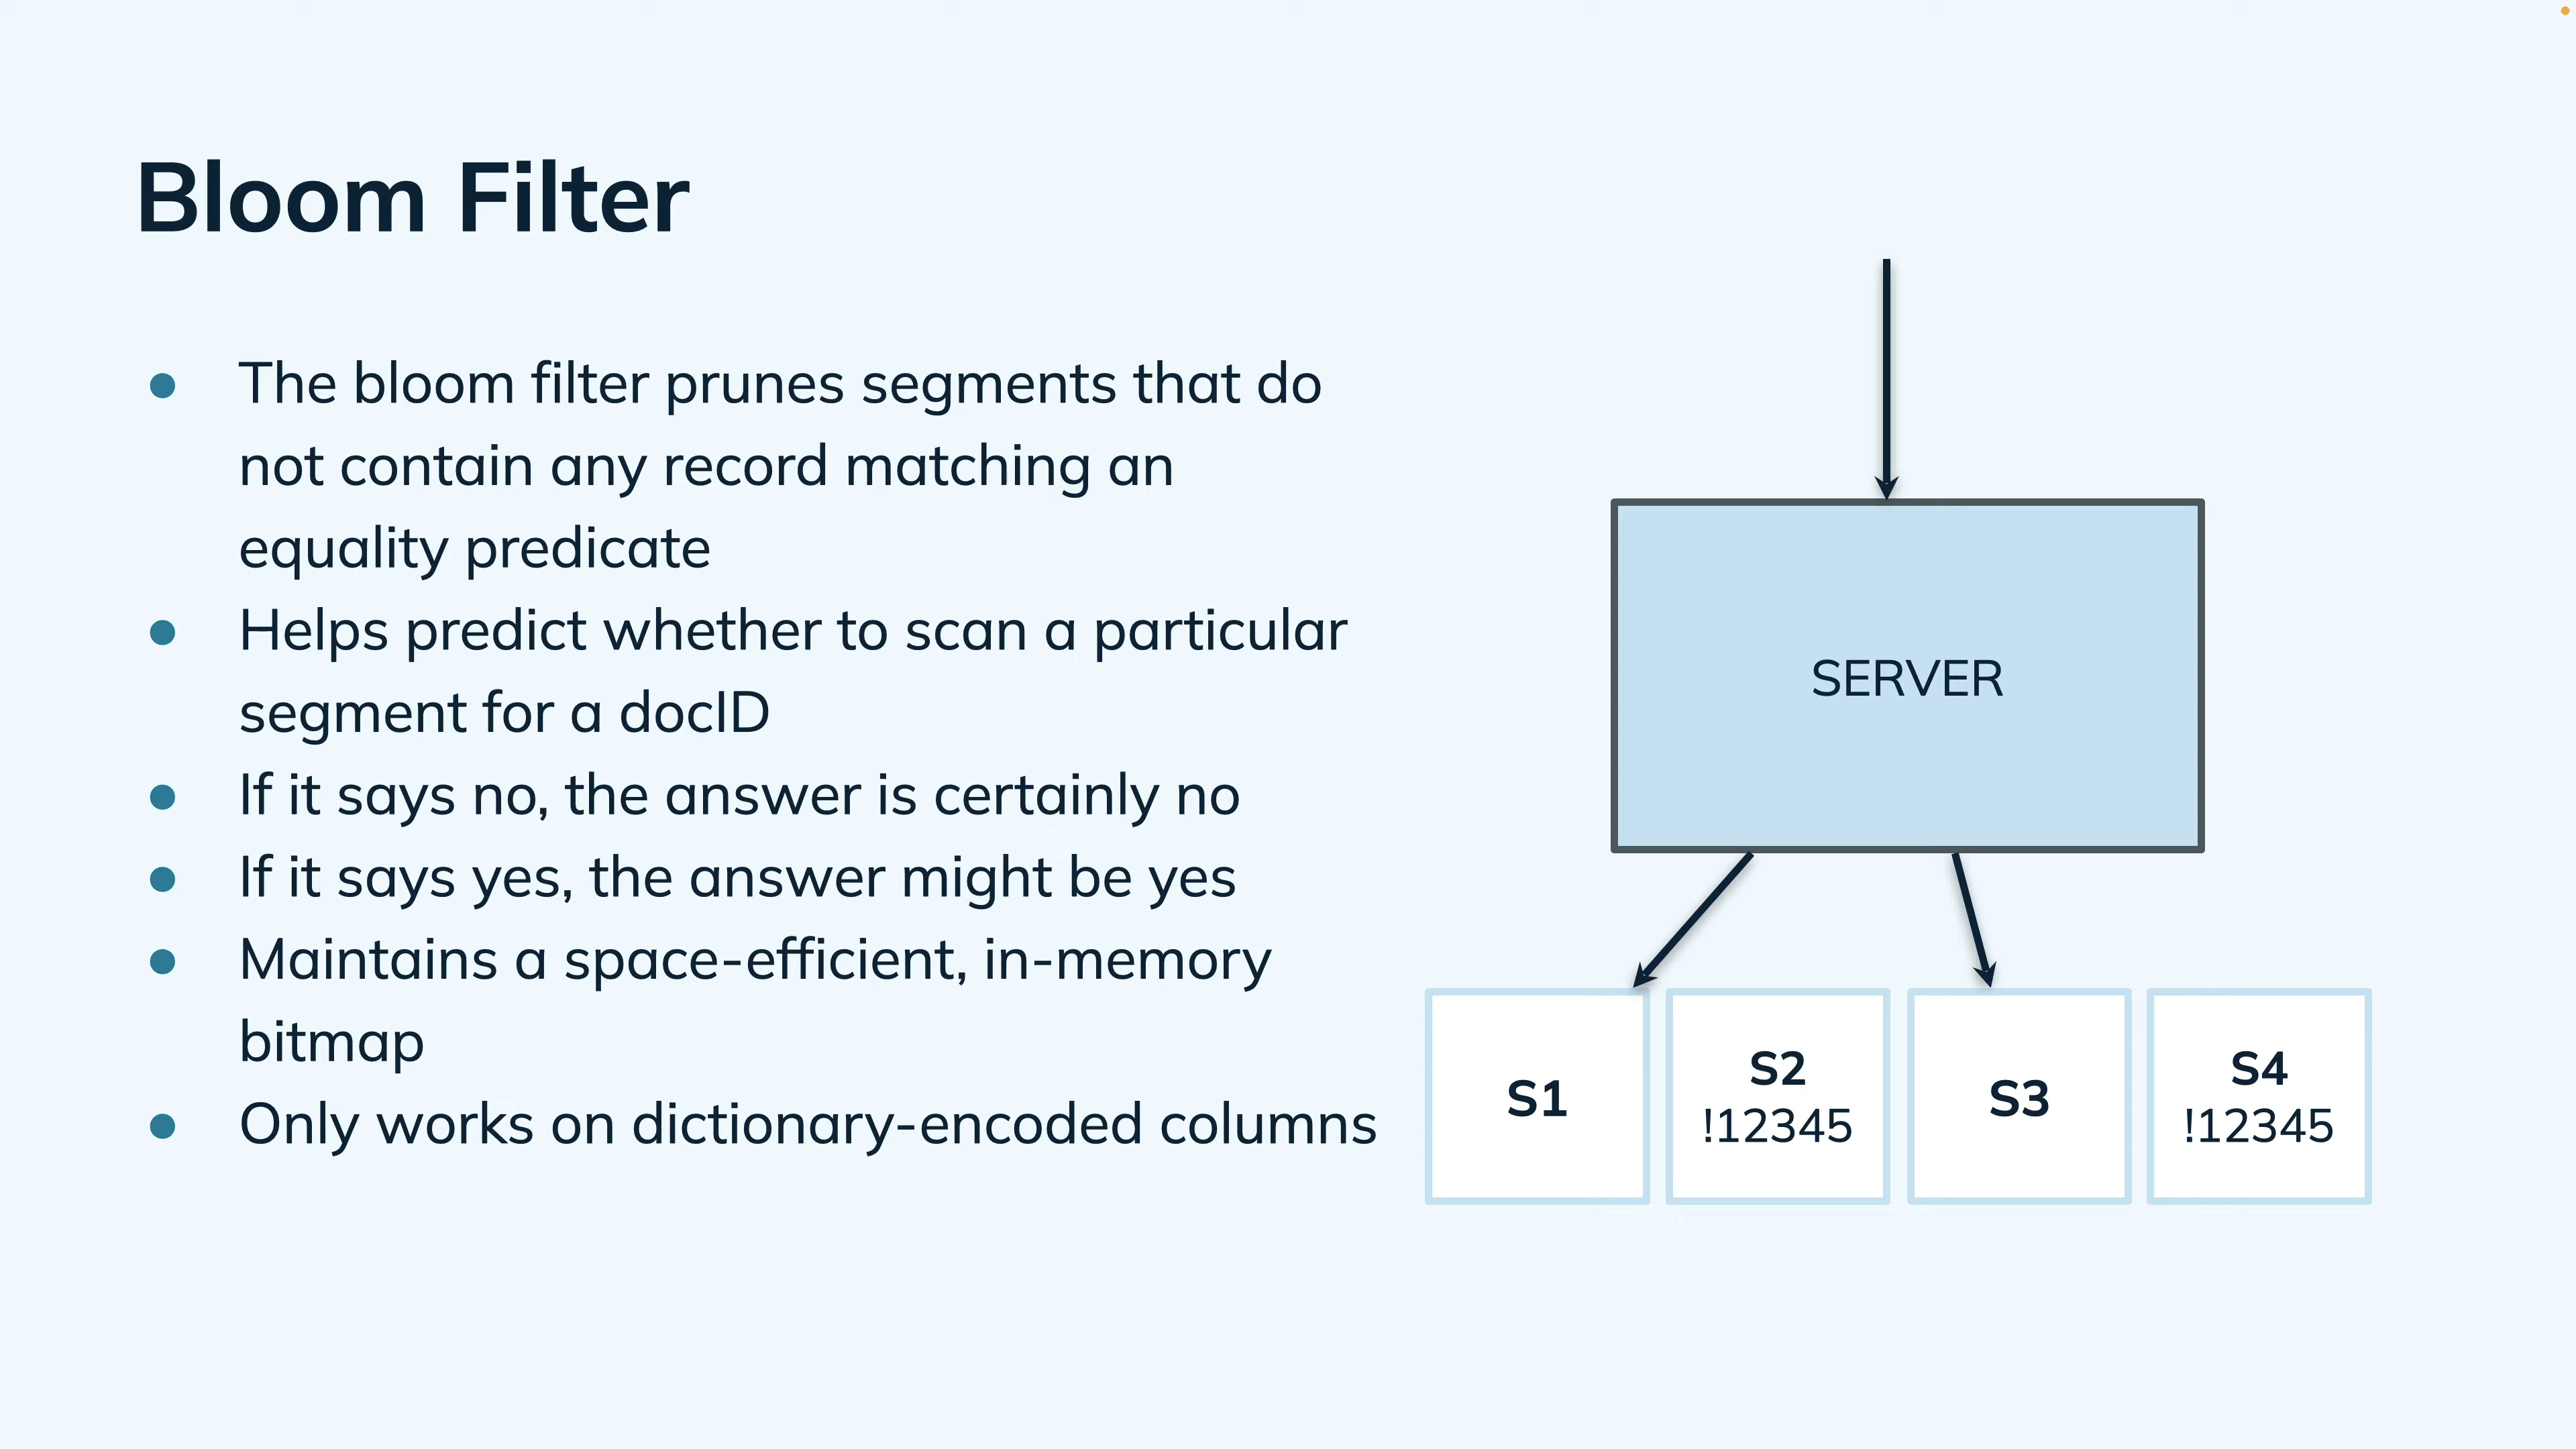 Bloom Filter
● The bloom filter prunes segments that do
not contain any record matching an
equality predicate
● Helps predict whether to scan a particular
segment for a docID
● If it says no, the answer is certainly no
● If it says yes, the answer might be yes
● Maintains a space-efficient, in-memory
bitmap
● Only works on dictionary-encoded columns
SERVER
S1
S2
!12345
S3
S4
!12345